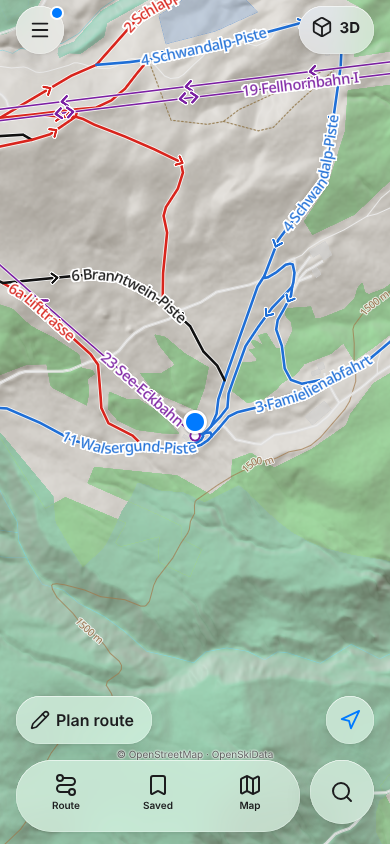 2·Schlapp
4·Schwandalp-Piste
3D
19·Fellhornbahn·I
4·Schwandalp-Piste
6·Branntwein-Piste
6a·Lifttrasse
1500 m
23·See-Eckbahn
3·Familienabfahrt
11·Walsergund-Piste
1500 m
1500 m
Plan route
© OpenStreetMap · OpenSkiData
Route
Saved
Map